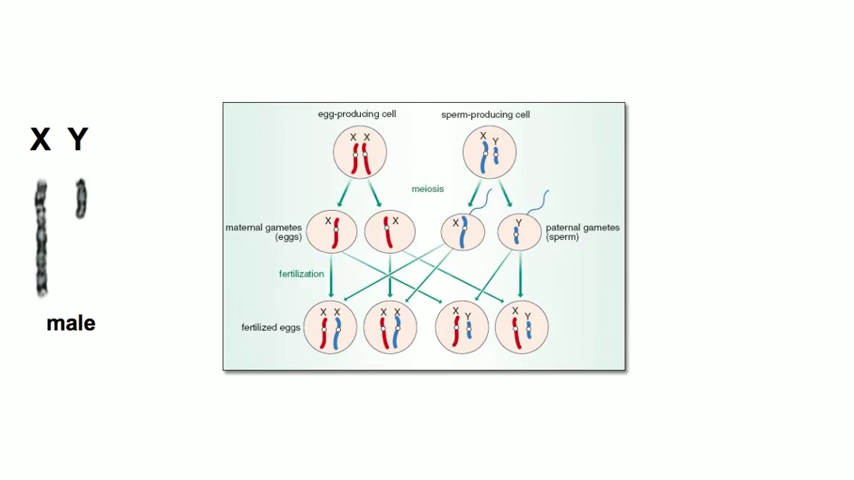 X Y
male
egg-producing cell
sperm-producing cell
X X
X Y
meiosis
maternal gametes
(eggs)
X
X
X
Y
paternal gametes
(sperm)
fertilization
fertilized eggs
X X
X X
X Y
X Y